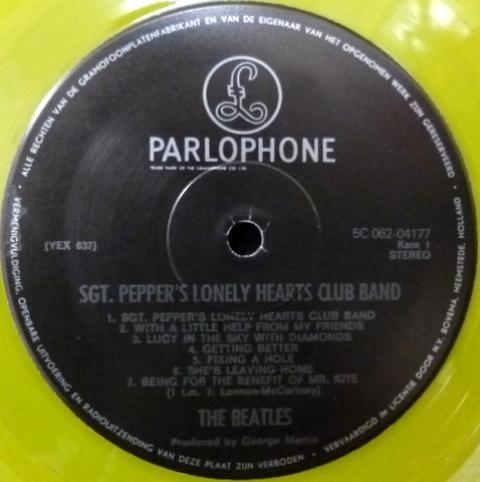 ALLE RECHTEN VAN DE GRAMOFOONPLATENFABRIKANT EN VAN DE EIGENAAR VAN HET OPGENOMEN WERK ZIJN GERESERVEERD
£
PARLOPHONE
TRADE MARK OF THE GRAMOPHONE CO. LTD.
(YEX 637)
5C 062-04177
Kant 1
STEREO
SGT. PEPPER'S LONELY HEARTS CLUB BAND
1. SGT. PEPPER'S LONELY HEARTS CLUB BAND
2. WITH A LITTLE HELP FROM MY FRIENDS
3. LUCY IN THE SKY WITH DIAMONDS
4. GETTING BETTER
5. FIXING A HOLE
6. SHE'S LEAVING HOME
7. BEING FOR THE BENEFIT OF MR. KITE
(1 t.m. 7: Lennon-McCartney)
THE BEATLES
Produced by George Martin
VERMENIGVULDIGING, OPENBARE UITVOERING EN RADIOUITZENDING VAN DEZE PLAAT ZIJN VERBODEN. • VERVAARDIGD IN LICENTIE DOOR N.V. BOVEMA, HEEMSTEDE, HOLLAND •